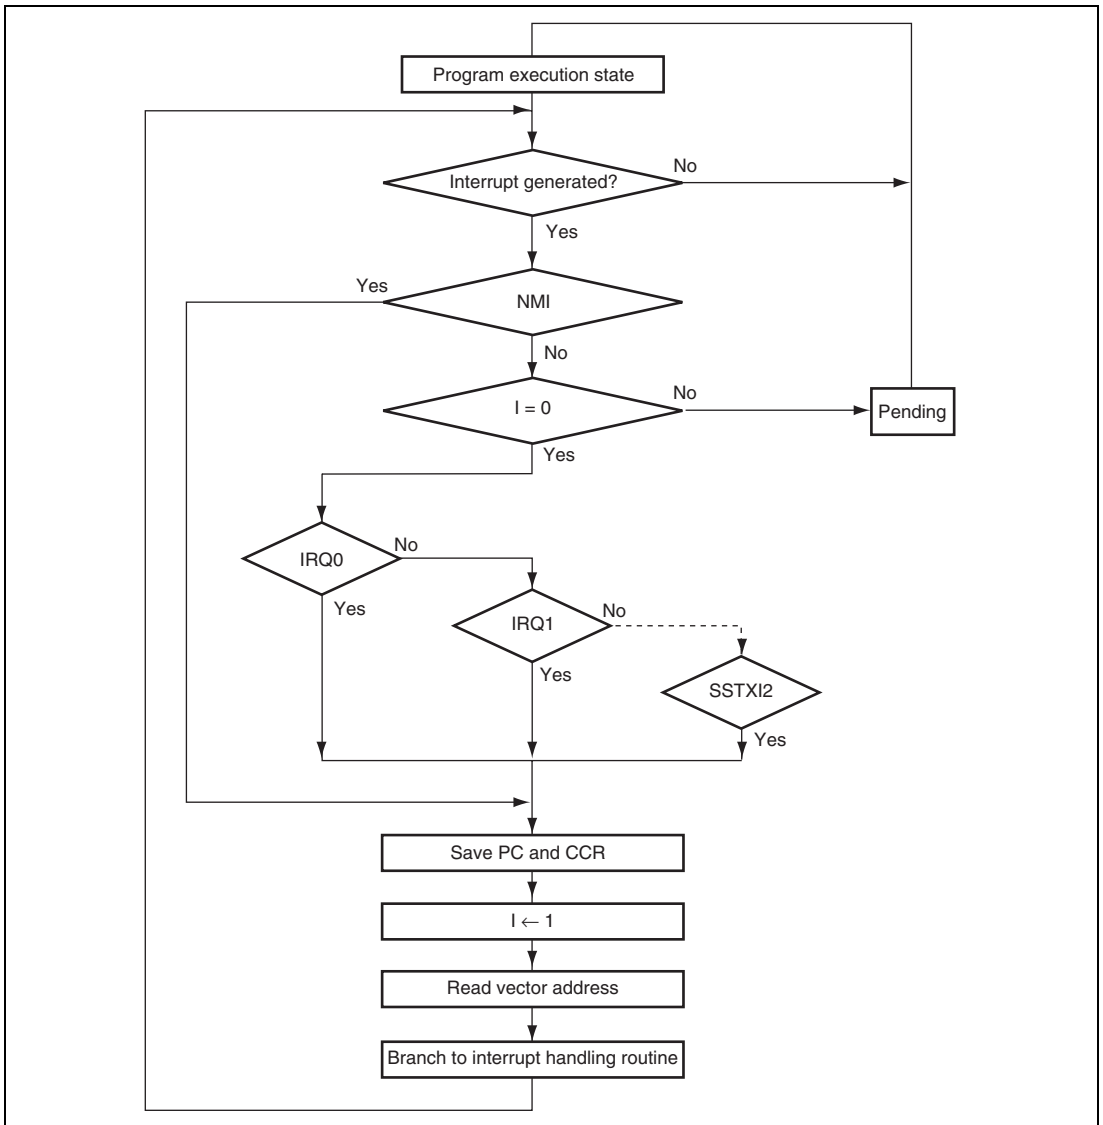 Program execution state
Interrupt generated?
No
Yes
Yes
NMI
No
I = 0
No
Pending
Yes
IRQ0
No
Yes
IRQ1
No
Yes
SSTXI2
Yes
Save PC and CCR
I ← 1
Read vector address
Branch to interrupt handling routine